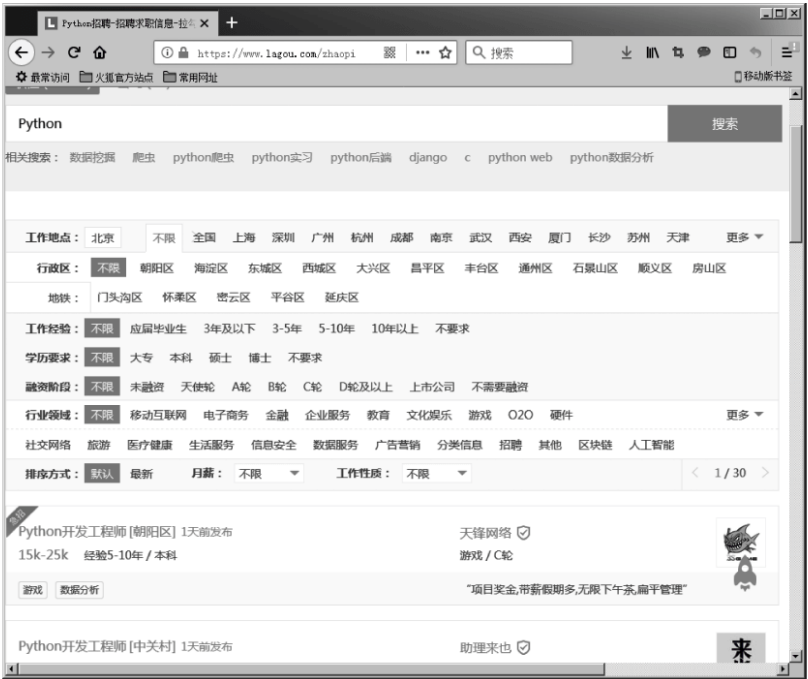 Python招聘-招聘求职信息-拉勾
https://www.lagou.com/zhaopi
搜索
最常访问 火狐官方站点 常用网址 移动版书签
Python 搜索
相关搜索： 数据挖掘 爬虫 python爬虫 python实习 python后端 django c python web python数据分析
工作地点： 北京 不限 全国 上海 深圳 广州 杭州 成都 南京 武汉 西安 厦门 长沙 苏州 天津 更多
行政区： 不限 朝阳区 海淀区 东城区 西城区 大兴区 昌平区 丰台区 通州区 石景山区 顺义区 房山区
地铁： 门头沟区 怀柔区 密云区 平谷区 延庆区
工作经验： 不限 应届毕业生 3年及以下 3-5年 5-10年 10年以上 不要求
学历要求： 不限 大专 本科 硕士 博士 不要求
融资阶段： 不限 未融资 天使轮 A轮 B轮 C轮 D轮及以上 上市公司 不需要融资
行业领域： 不限 移动互联网 电子商务 金融 企业服务 教育 文化娱乐 游戏 O2O 硬件 更多
社交网络 旅游 医疗健康 生活服务 信息安全 数据服务 广告营销 分类信息 招聘 其他 区块链 人工智能
排序方式： 默认 最新 月薪： 不限 工作性质： 不限 1 / 30
急招
Python开发工程师 [朝阳区] 1天前发布 天锋网络
15k-25k 经验5-10年 / 本科 游戏 / C轮
游戏 数据分析 “项目奖金,带薪假期多,无限下午茶,扁平管理”
Python开发工程师 [中关村] 1天前发布 助理来也
来